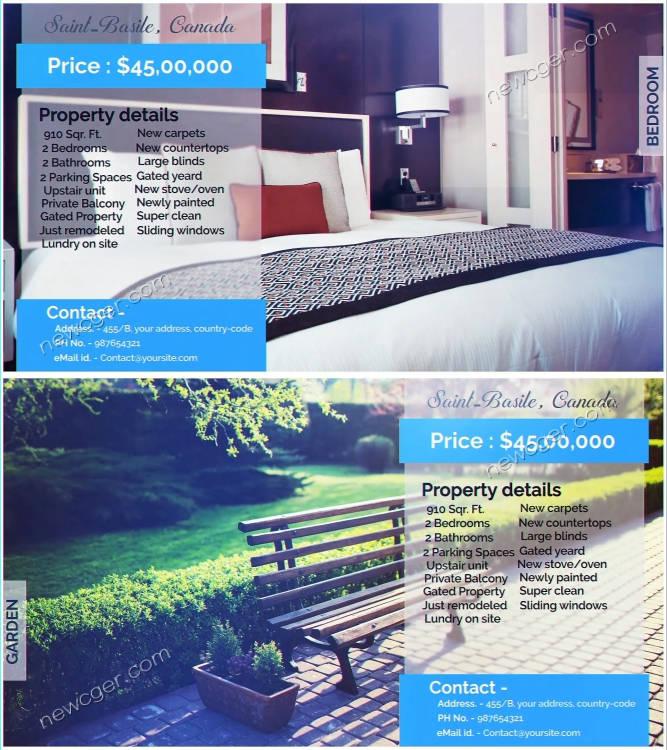 Saint-Basile, Canada
Price : $45,00,000
BEDROOM
Property details
910 Sqr. Ft.
2 Bedrooms
2 Bathrooms
2 Parking Spaces
Upstair unit
Private Balcony
Gated Property
Just remodeled
Lundry on site
New carpets
New countertops
Large blinds
Gated yeard
New stove/oven
Newly painted
Super clean
Sliding windows
Contact -
Address. - 455/B, your address, country-code
PH No. - 987654321
eMail id. - Contact@yoursite.com
newcger.com
newcger.com
Saint-Basile, Canada
Price : $45,00,000
GARDEN
Property details
910 Sqr. Ft.
2 Bedrooms
2 Bathrooms
2 Parking Spaces
Upstair unit
Private Balcony
Gated Property
Just remodeled
Lundry on site
New carpets
New countertops
Large blinds
Gated yeard
New stove/oven
Newly painted
Super clean
Sliding windows
Contact -
Address. - 455/B, your address, country-code
PH No. - 987654321
eMail id. - Contact@yoursite.com
newcger.com
newcger.com